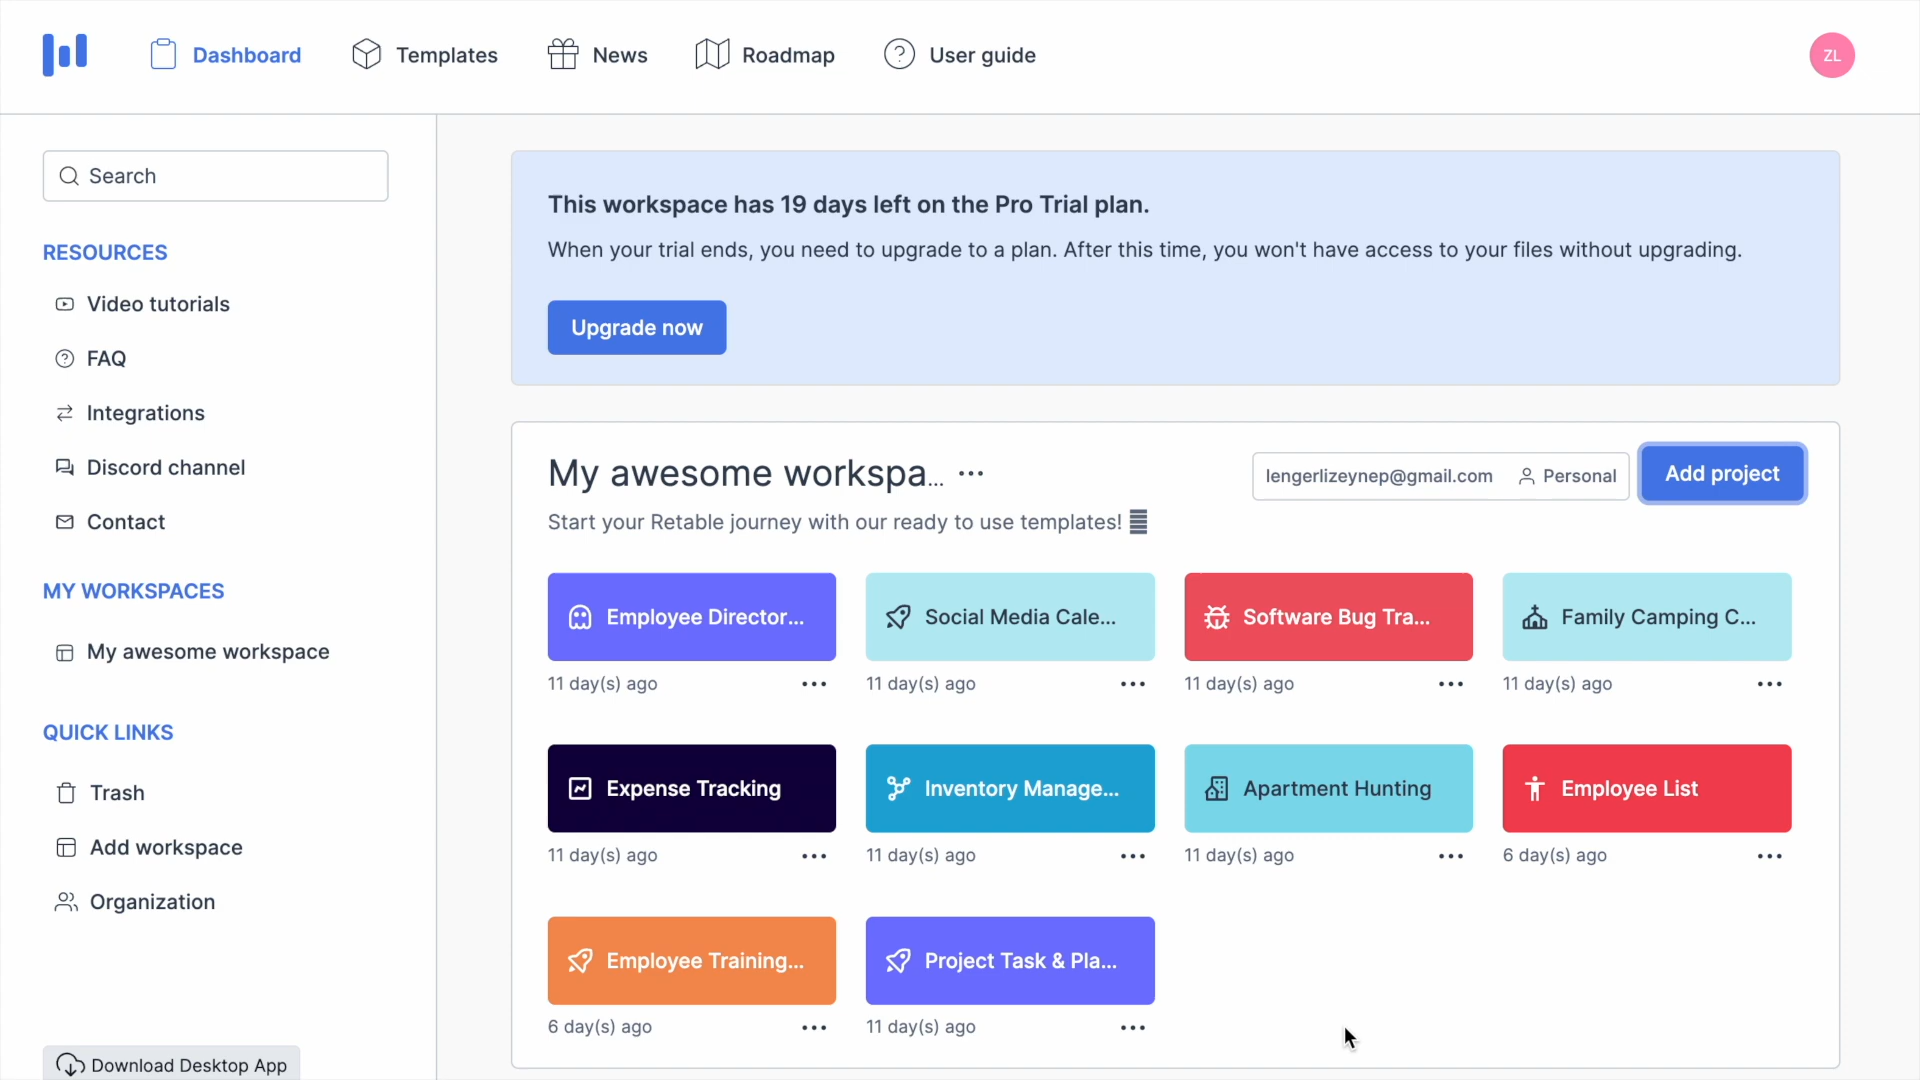 Dashboard
Templates
News
Roadmap
User guide
ZL
Search
RESOURCES
Video tutorials
FAQ
Integrations
Discord channel
Contact
MY WORKSPACES
My awesome workspace
QUICK LINKS
Trash
Add workspace
Organization
Download Desktop App
This workspace has 19 days left on the Pro Trial plan.
When your trial ends, you need to upgrade to a plan. After this time, you won't have access to your files without upgrading.
Upgrade now
My awesome workspa... ···
lengerlizeynep@gmail.com Personal
Add project
Start your Retable journey with our ready to use templates!
Employee Director...
Social Media Cale...
Software Bug Tra...
Family Camping C...
11 day(s) ago
11 day(s) ago
11 day(s) ago
11 day(s) ago
Expense Tracking
Inventory Manage...
Apartment Hunting
Employee List
11 day(s) ago
11 day(s) ago
11 day(s) ago
6 day(s) ago
Employee Training...
Project Task & Pla...
6 day(s) ago
11 day(s) ago